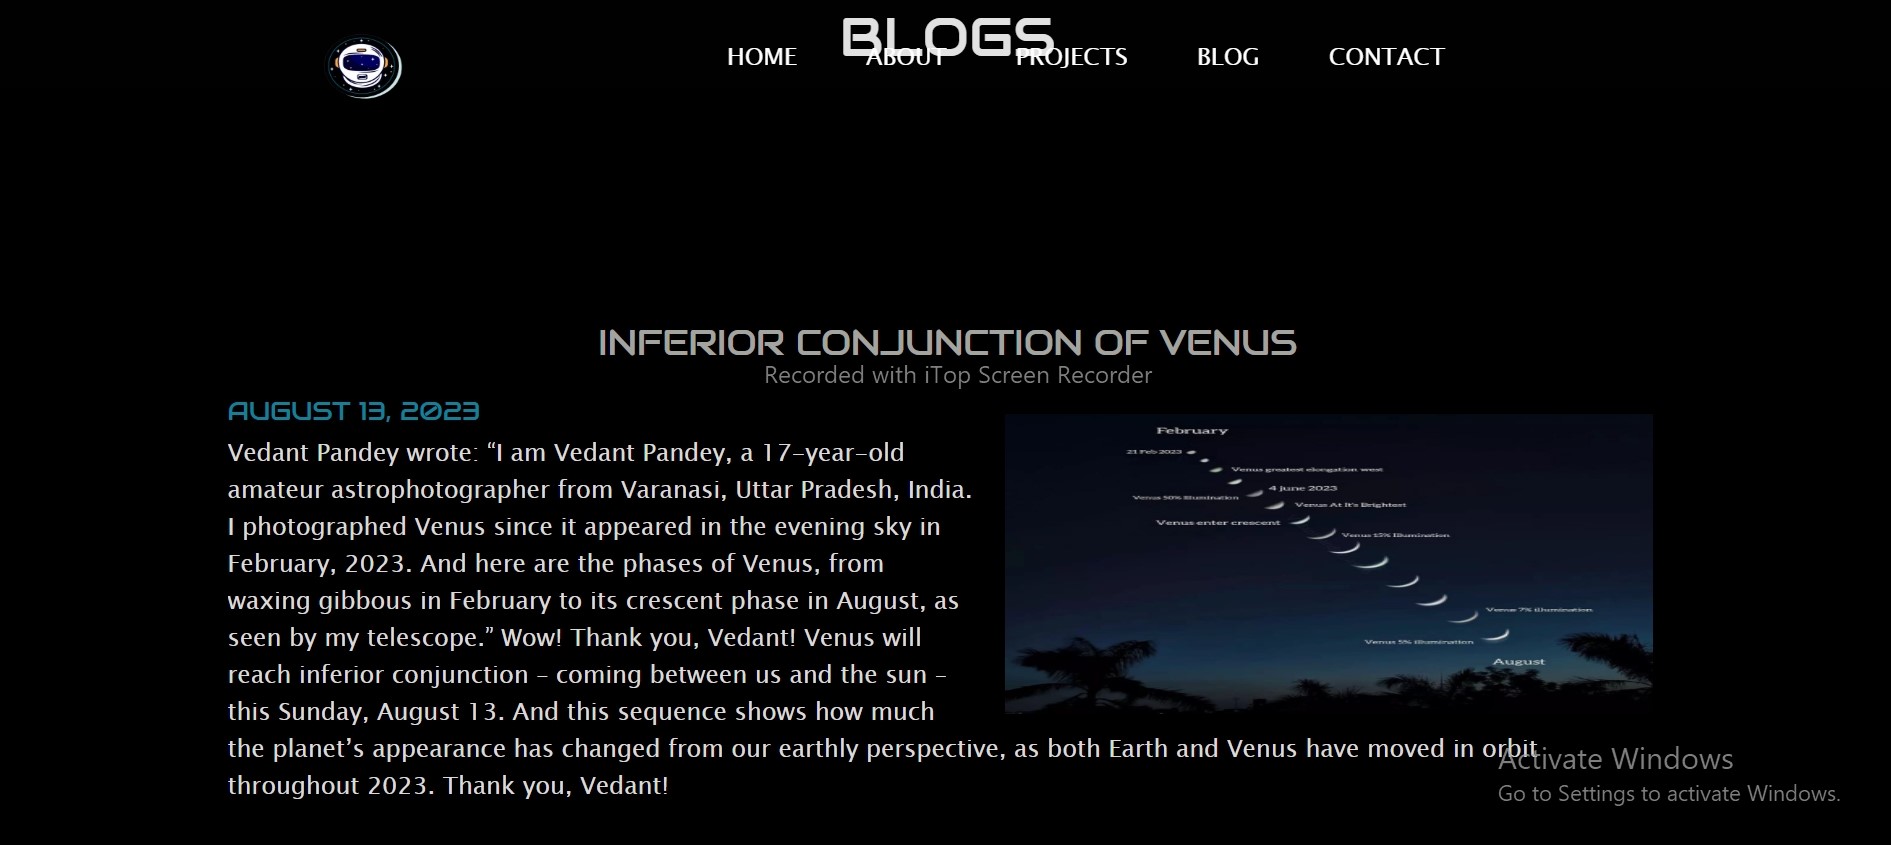 BLOGS
HOME ABOUT PROJECTS BLOG CONTACT
INFERIOR CONJUNCTION OF VENUS
Recorded with iTop Screen Recorder
AUGUST 13, 2023
Vedant Pandey wrote: “I am Vedant Pandey, a 17-year-old
amateur astrophotographer from Varanasi, Uttar Pradesh, India.
I photographed Venus since it appeared in the evening sky in
February, 2023. And here are the phases of Venus, from
waxing gibbous in February to its crescent phase in August, as
seen by my telescope.” Wow! Thank you, Vedant! Venus will
reach inferior conjunction – coming between us and the sun –
this Sunday, August 13. And this sequence shows how much
the planet’s appearance has changed from our earthly perspective, as both Earth and Venus have moved in orbit
throughout 2023. Thank you, Vedant!
February
21 Feb 2023
Venus greatest elongation west
4 june 2023
Venus 50% Illumination
Venus At It's Brightest
Venus enter crescent
Venus 15% Illumination
Venus 7% illumination
Venus 5% illumination
August
Activate Windows
Go to Settings to activate Windows.